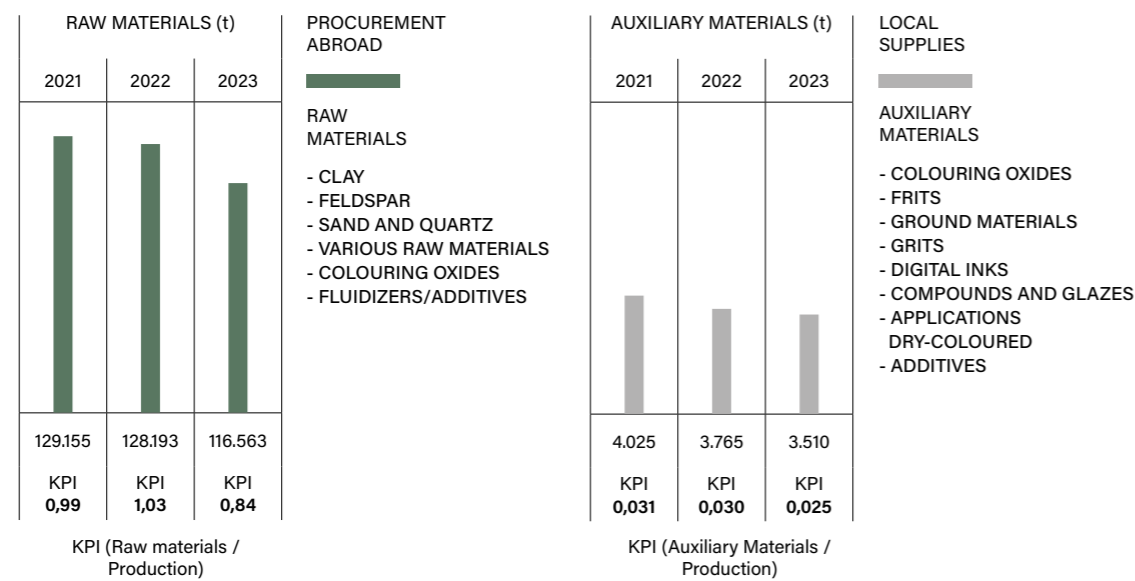 RAW MATERIALS (t)
2021 2022 2023
129.155 128.193 116.563
KPI KPI KPI
0,99 1,03 0,84
KPI (Raw materials /
Production)
PROCUREMENT
ABROAD
RAW
MATERIALS
- CLAY
- FELDSPAR
- SAND AND QUARTZ
- VARIOUS RAW MATERIALS
- COLOURING OXIDES
- FLUIDIZERS/ADDITIVES
AUXILIARY MATERIALS (t)
2021 2022 2023
4.025 3.765 3.510
KPI KPI KPI
0,031 0,030 0,025
KPI (Auxiliary Materials /
Production)
LOCAL
SUPPLIES
AUXILIARY
MATERIALS
- COLOURING OXIDES
- FRITS
- GROUND MATERIALS
- GRITS
- DIGITAL INKS
- COMPOUNDS AND GLAZES
- APPLICATIONS
DRY-COLOURED
- ADDITIVES